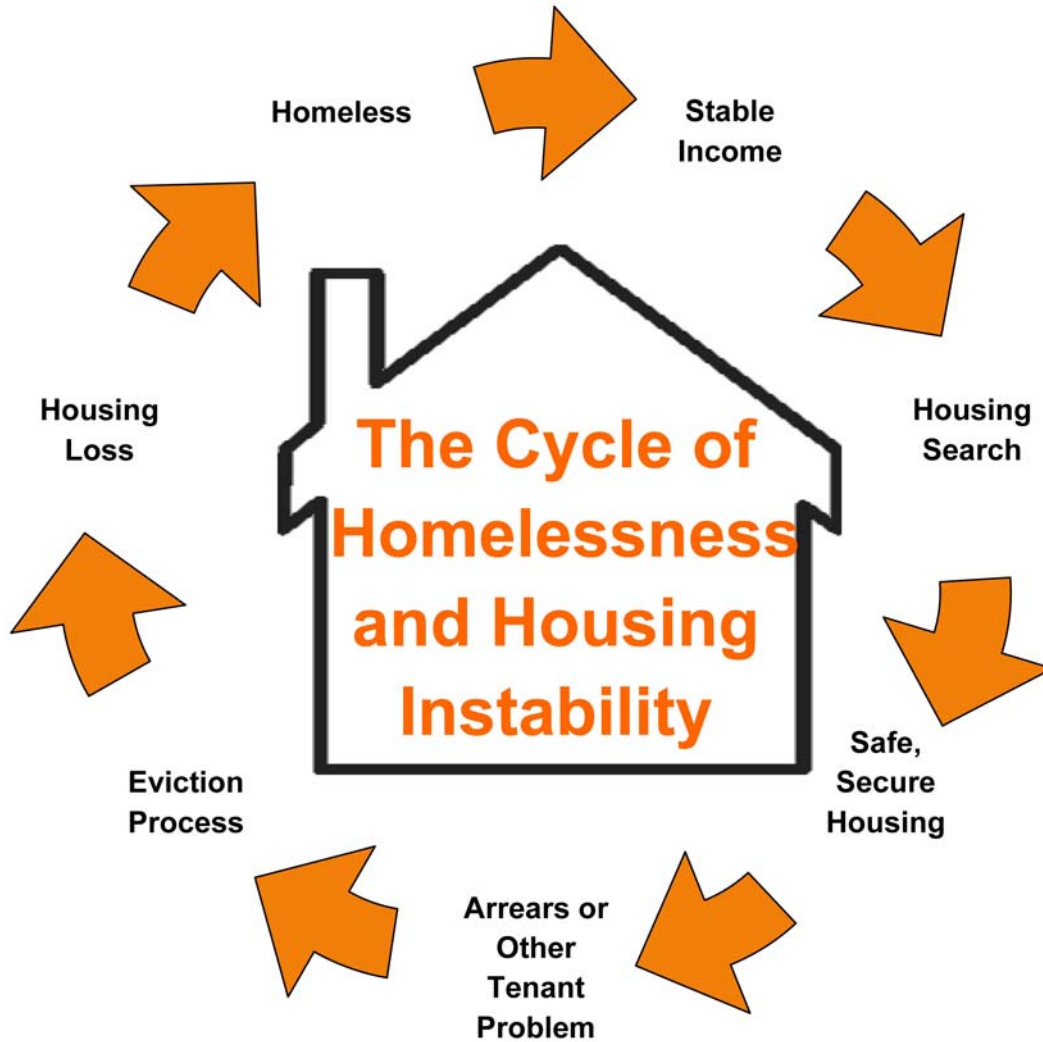 Homeless
Stable
Income
Housing
Search
Safe,
Secure
Housing
Arrears or
Other
Tenant
Problem
Eviction
Process
Housing
Loss
The Cycle of
Homelessness
and Housing
Instability